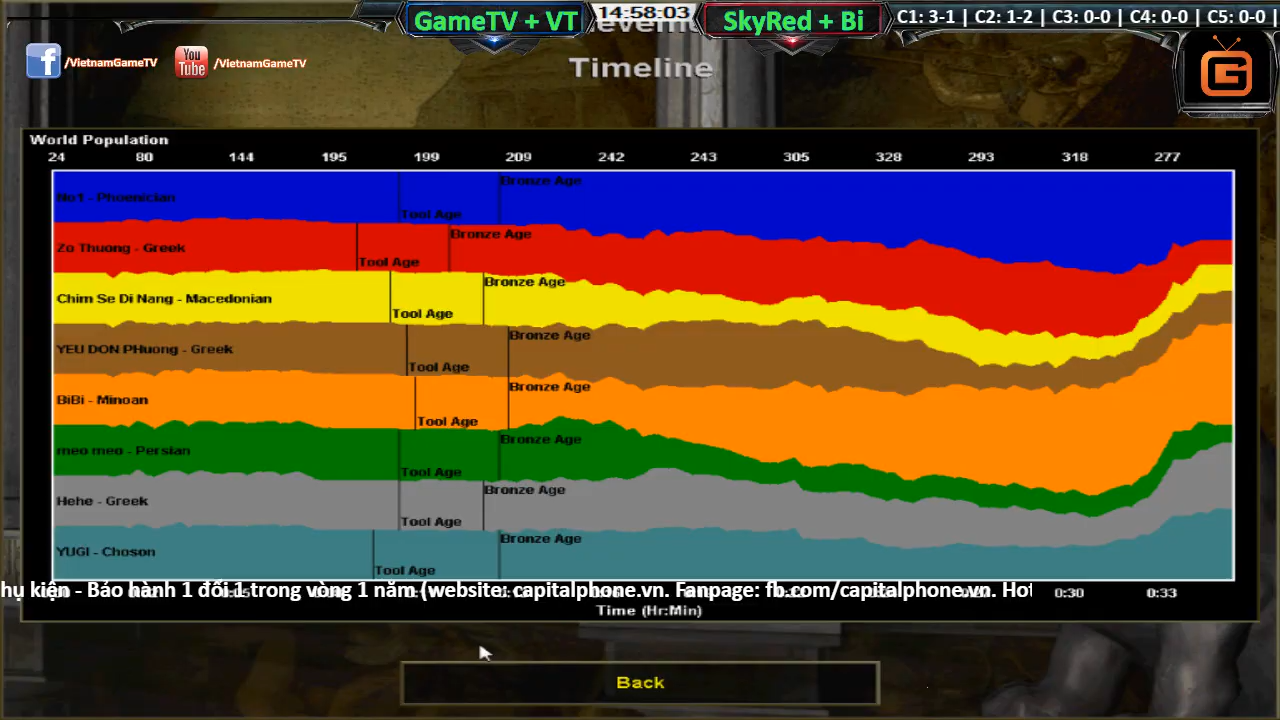 GameTV + VT
14:58:03
SkyRed + Bi
C1: 3-1 | C2: 1-2 | C3: 0-0 | C4: 0-0 | C5: 0-0
/VietnamGameTV
You Tube
/VietnamGameTV
Timeline
World Population
24 80 144 195 199 209 242 243 305 328 293 318 277
No1 - Phoenician
Tool Age
Bronze Age
Zo Thuong - Greek
Tool Age
Bronze Age
Chim Se Di Nang - Macedonian
Tool Age
Bronze Age
YEU DON PHuong - Greek
Tool Age
Bronze Age
BiBi - Minoan
Tool Age
Bronze Age
meo meo - Persian
Tool Age
Bronze Age
Hehe - Greek
Tool Age
Bronze Age
YUGI - Choson
Tool Age
Bronze Age
kiện - Bảo hành 1 đổi 1 trong vòng 1 năm (website: capitalphone.vn. Fanpage: fb.com/capitalphone.vn.
0:30 0:33
Time (Hr:Min)
Back